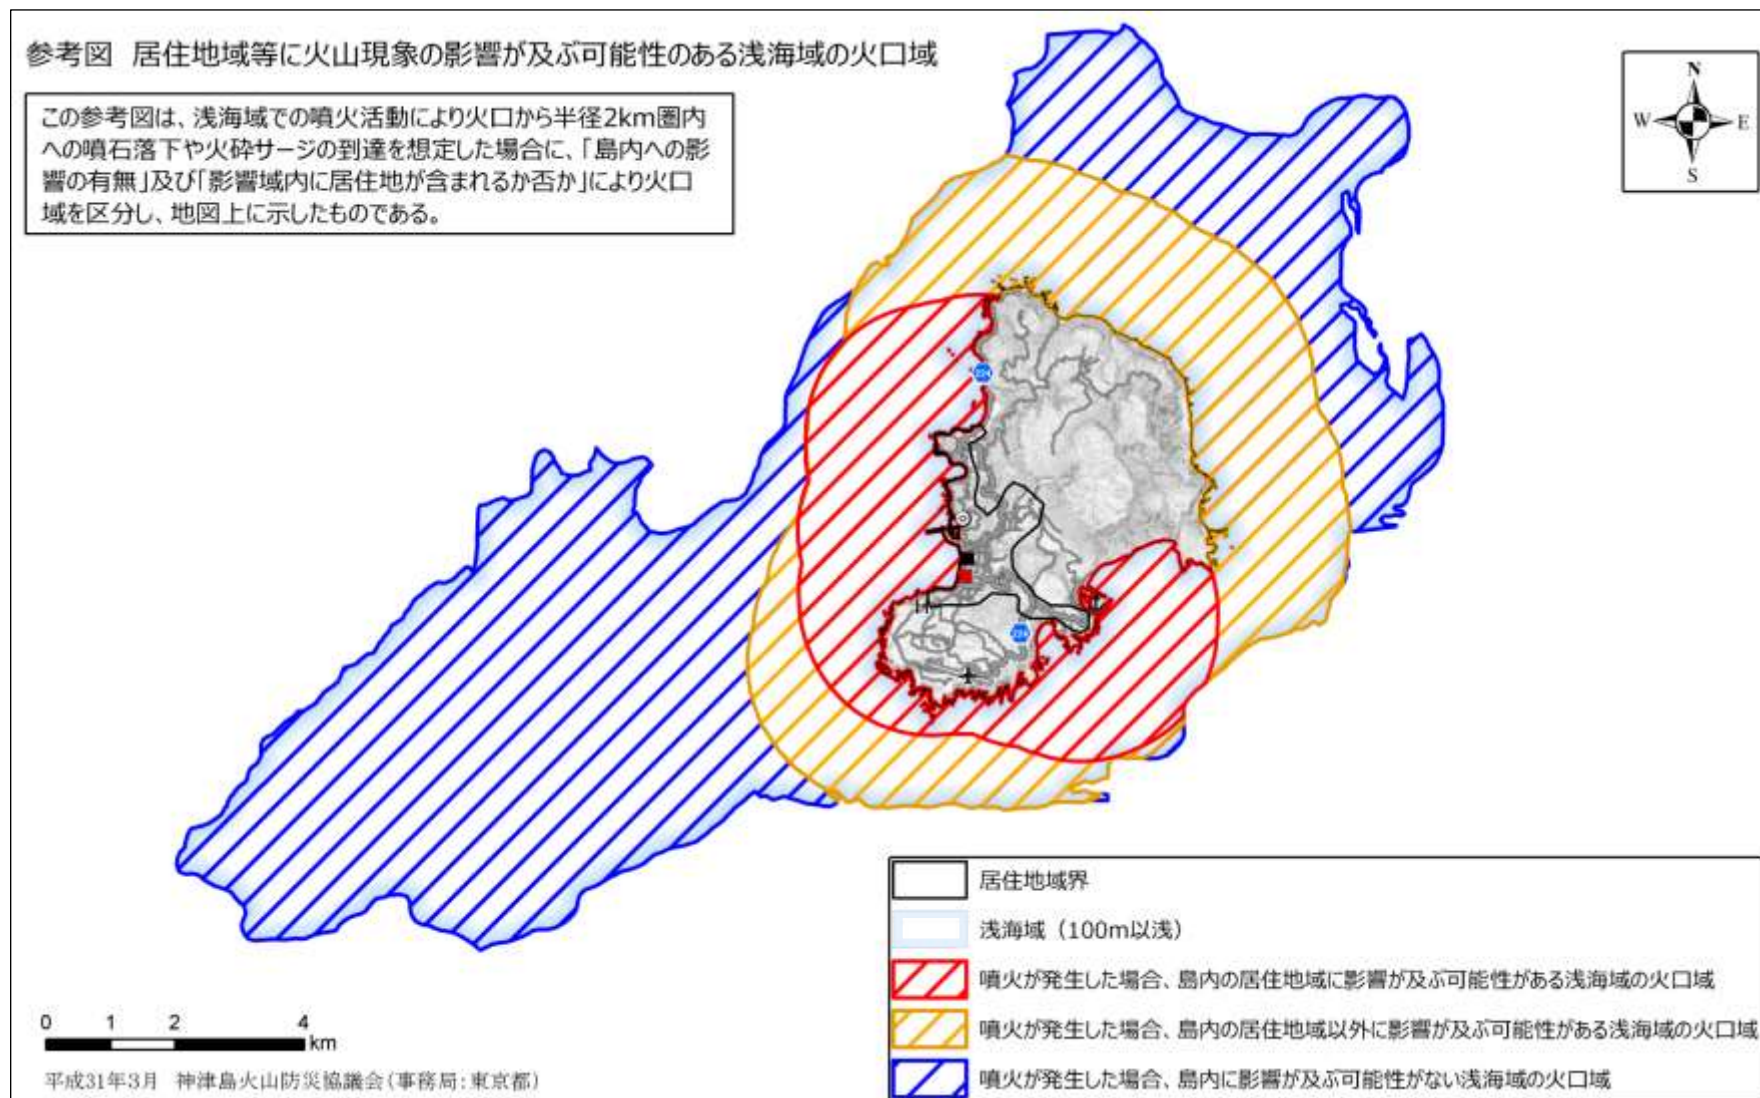 参考図 居住地域等に火山現象の影響が及ぶ可能性のある浅海域の火口域
この参考図は、浅海域での噴火活動により火口から半径2km圏内
への噴石落下や火砕サージの到達を想定した場合に、「島内への影
響の有無」及び「影響域内に居住地が含まれるか否か」により火口
域を区分し、地図上に示したものである。
N
W E
S
224
224
居住地域界
浅海域（100m以浅）
噴火が発生した場合、島内の居住地域に影響が及ぶ可能性がある浅海域の火口域
噴火が発生した場合、島内の居住地域以外に影響が及ぶ可能性がある浅海域の火口域
噴火が発生した場合、島内に影響が及ぶ可能性がない浅海域の火口域
0 1 2 4
km
平成31年3月 神津島火山防災協議会(事務局:東京都)